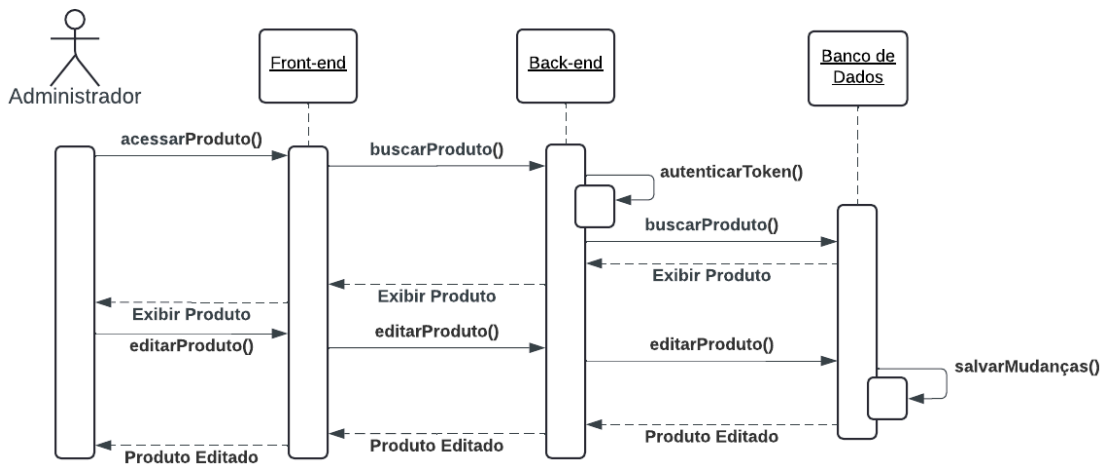 Administrador
Front-end
Back-end
Banco de
Dados
acessarProduto()
buscarProduto()
autenticarToken()
buscarProduto()
Exibir Produto
Exibir Produto
Exibir Produto
editarProduto()
editarProduto()
editarProduto()
salvarMudanças()
Produto Editado
Produto Editado
Produto Editado